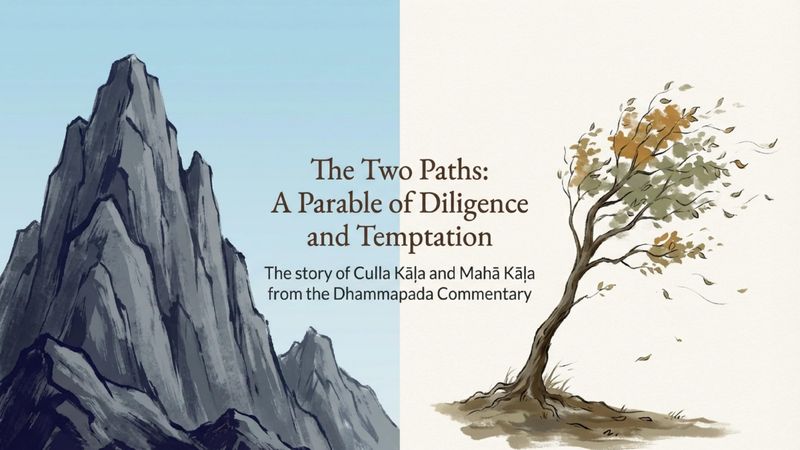 The Two Paths:
A Parable of Diligence
and Temptation
The story of Culla Kāḷa and Mahā Kāḷa
from the Dhammapada Commentary